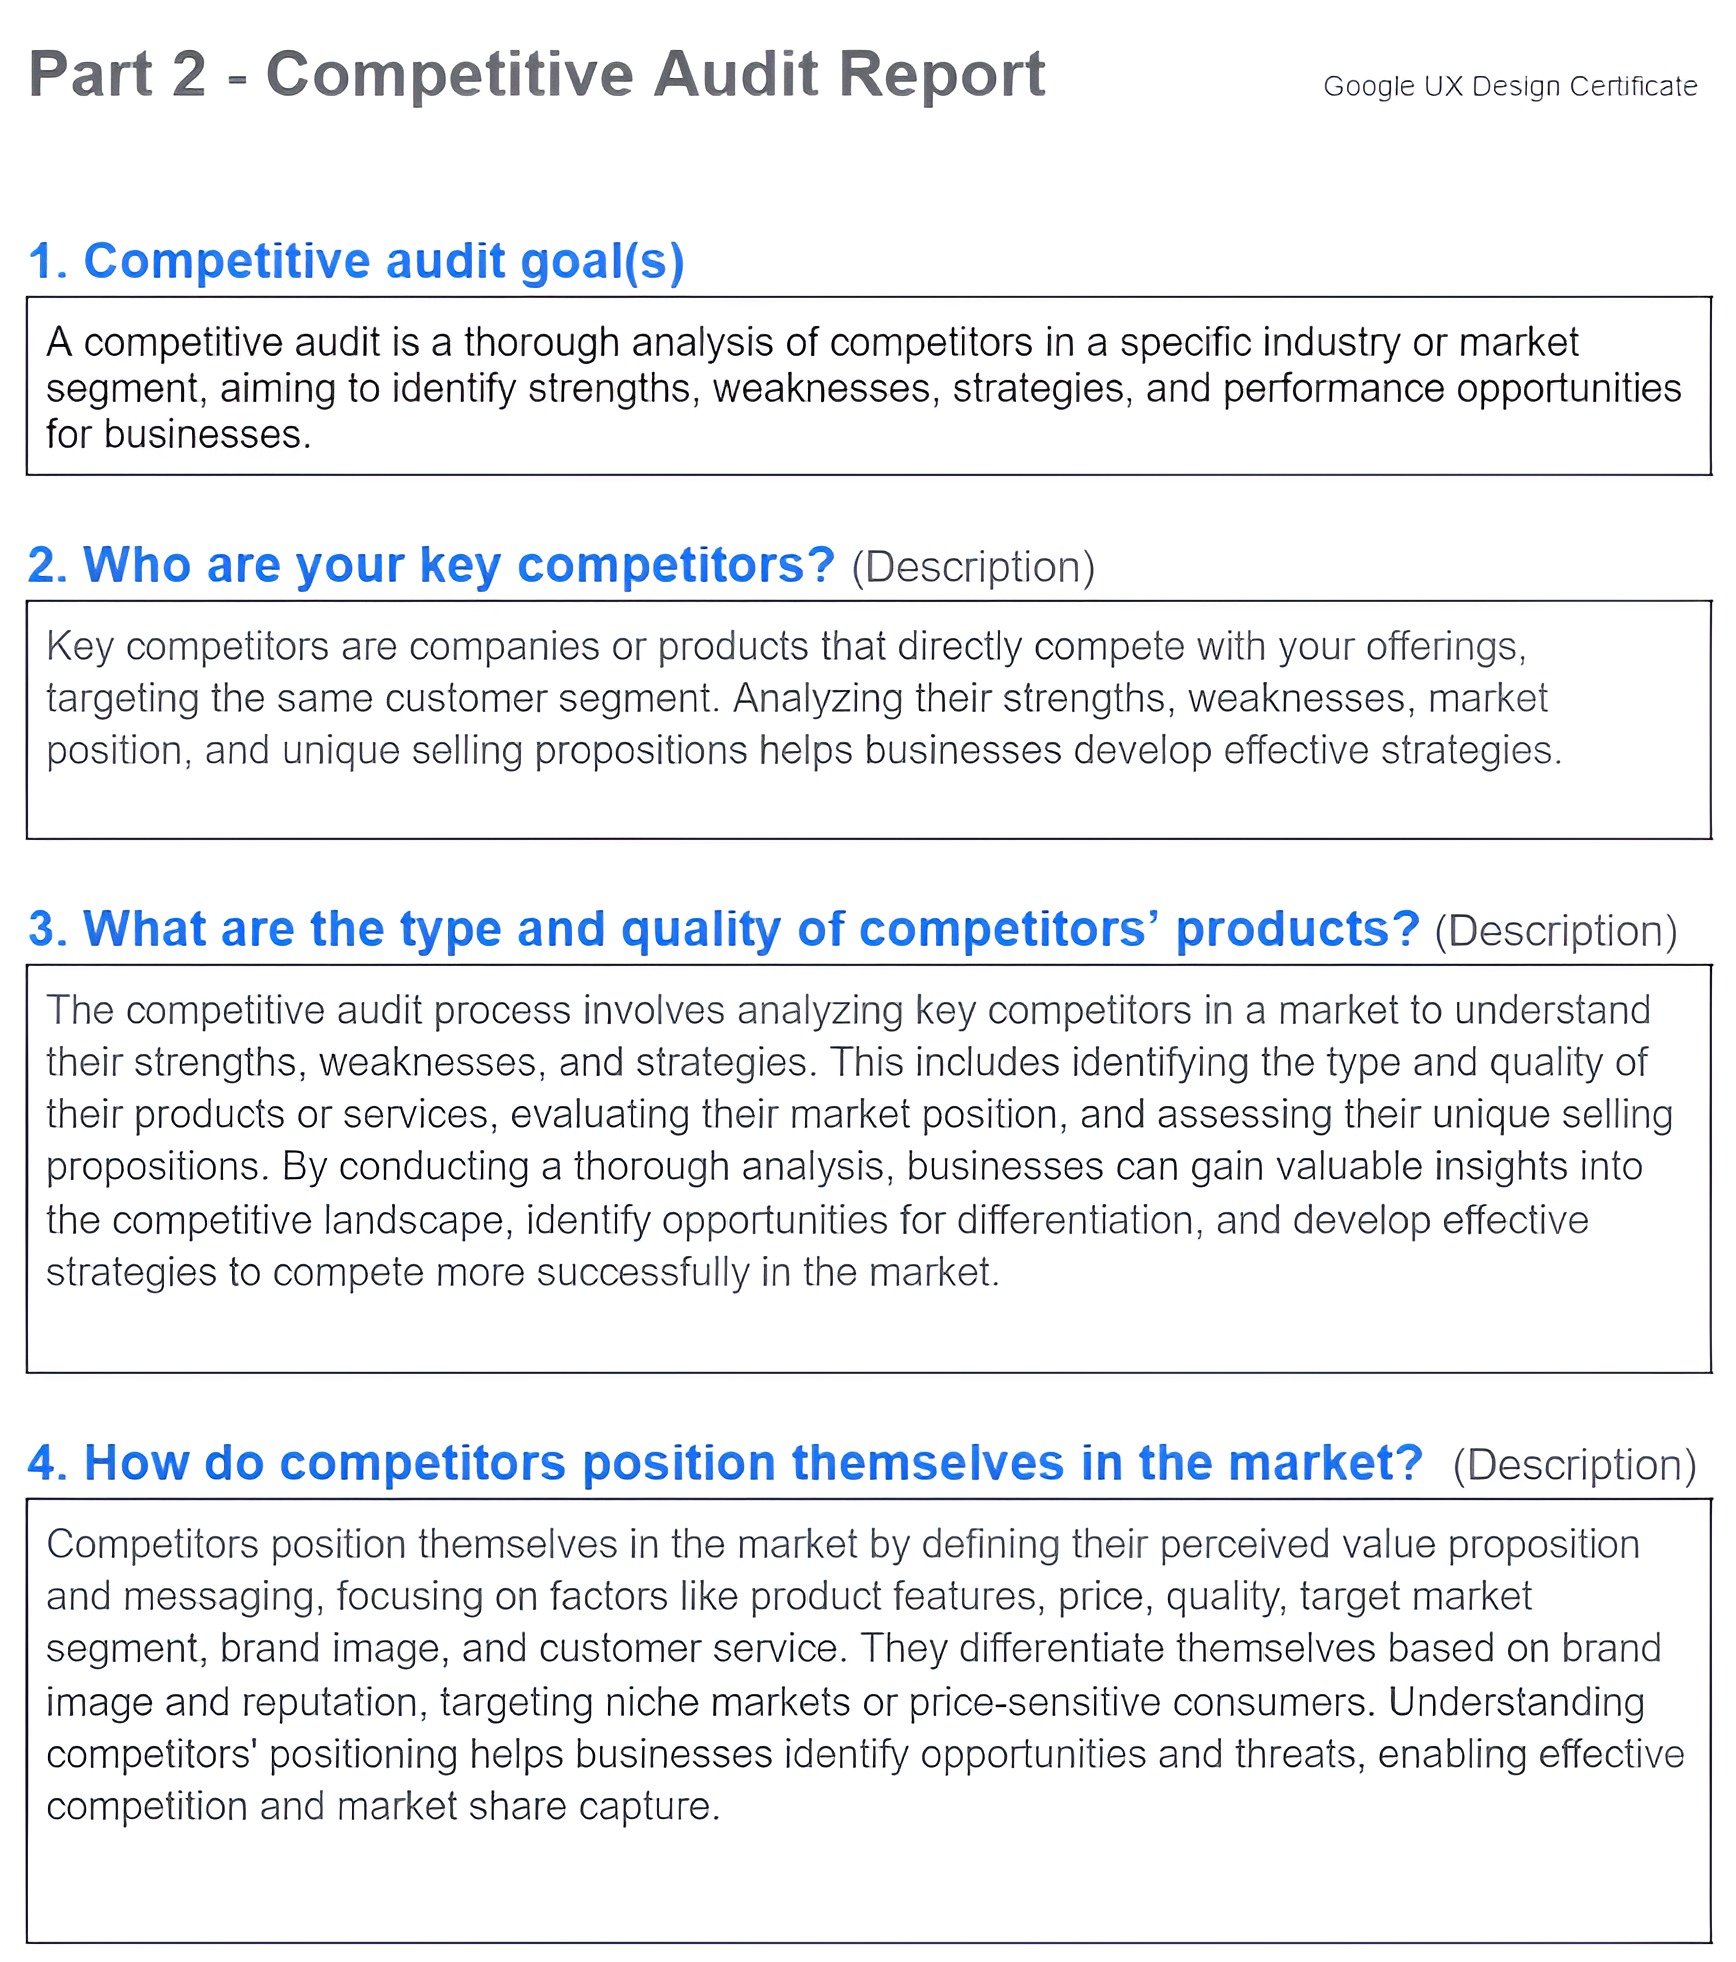 Part 2 - Competitive Audit Report
Google UX Design Certificate
1. Competitive audit goal(s)
A competitive audit is a thorough analysis of competitors in a specific industry or market
segment, aiming to identify strengths, weaknesses, strategies, and performance opportunities
for businesses.
2. Who are your key competitors? (Description)
Key competitors are companies or products that directly compete with your offerings,
targeting the same customer segment. Analyzing their strengths, weaknesses, market
position, and unique selling propositions helps businesses develop effective strategies.
3. What are the type and quality of competitors’ products? (Description)
The competitive audit process involves analyzing key competitors in a market to understand
their strengths, weaknesses, and strategies. This includes identifying the type and quality of
their products or services, evaluating their market position, and assessing their unique selling
propositions. By conducting a thorough analysis, businesses can gain valuable insights into
the competitive landscape, identify opportunities for differentiation, and develop effective
strategies to compete more successfully in the market.
4. How do competitors position themselves in the market? (Description)
Competitors position themselves in the market by defining their perceived value proposition
and messaging, focusing on factors like product features, price, quality, target market
segment, brand image, and customer service. They differentiate themselves based on brand
image and reputation, targeting niche markets or price-sensitive consumers. Understanding
competitors' positioning helps businesses identify opportunities and threats, enabling effective
competition and market share capture.